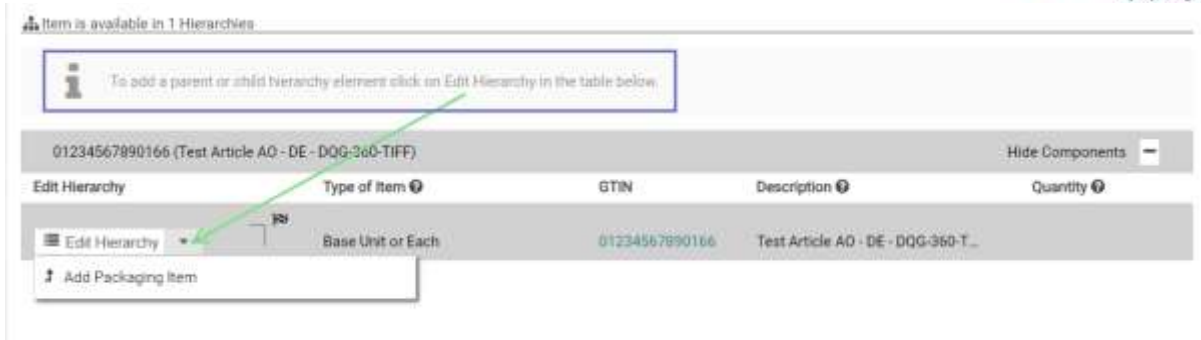 Item is available in 1 Hierarchies
To add a parent or child hierarchy element click on Edit Hierarchy in the table below.
01234567890166 (Test Article AO - DE - DQG-360-TIFF) Hide Components
Edit Hierarchy Type of Item GTIN Description Quantity
Edit Hierarchy Base Unit or Each 01234567890166 Test Article AO - DE - DQG-360-T...
Add Packaging Item